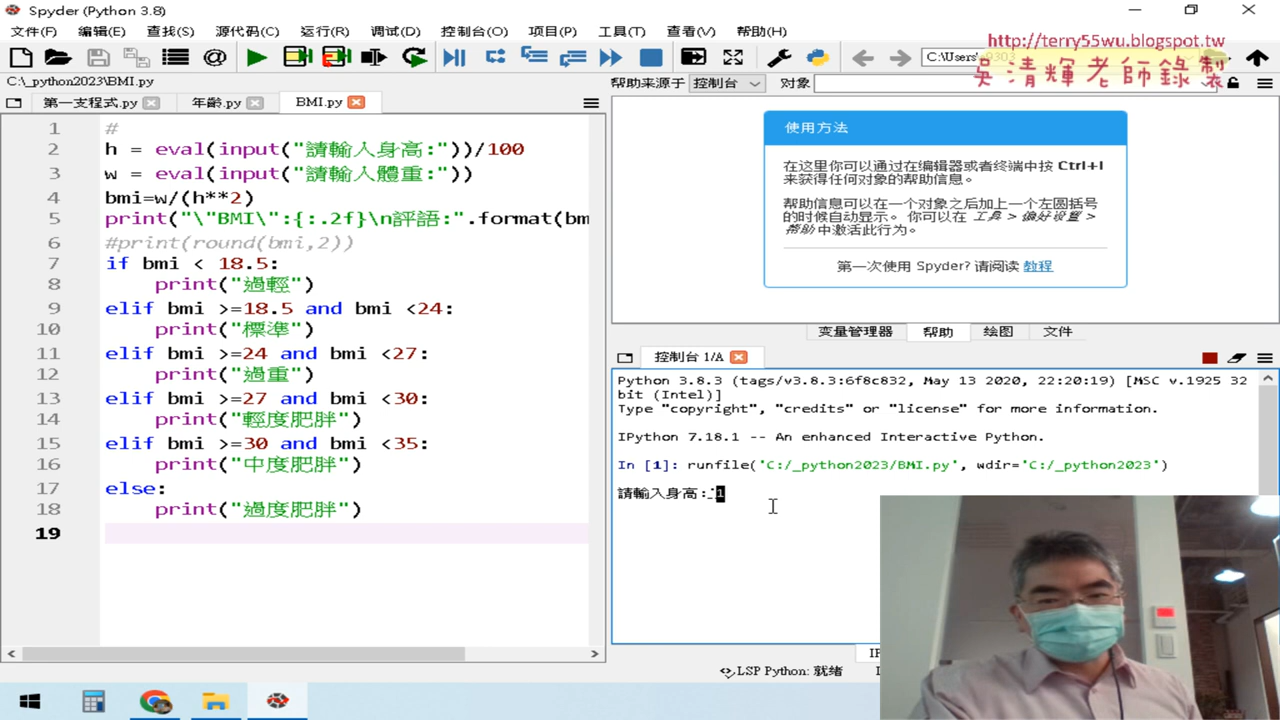 Spyder (Python 3.8)
文件(F) 编辑(E) 查找(S) 源代码(C) 运行(R) 调试(D) 控制台(O) 项目(P) 工具(T) 查看(V) 帮助(H)
http://terry55wu.blogspot.tw
C:\Users\
吳清輝老師錄製
C:\_python2023\BMI.py
帮助来源于 控制台 对象
第一支程式.py 年齡.py BMI.py
1 #
2 h = eval(input("請輸入身高:"))/100
3 w = eval(input("請輸入體重:"))
4 bmi=w/(h**2)
5 print("\"BMI\":{:.2f}\n評語:".format(bm
6 #print(round(bmi,2))
7 if bmi < 18.5:
8 print("過輕")
9 elif bmi >=18.5 and bmi <24:
10 print("標準")
11 elif bmi >=24 and bmi <27:
12 print("過重")
13 elif bmi >=27 and bmi <30:
14 print("輕度肥胖")
15 elif bmi >=30 and bmi <35:
16 print("中度肥胖")
17 else:
18 print("過度肥胖")
19
使用方法
在这里你可以通过在编辑器或者终端中按 Ctrl+I
来获得任何对象的帮助信息。
帮助信息可以在一个对象之后加上一个左圆括号
的时候自动显示。 你可以在 工具 > 偏好设置 >
帮助 中激活此行为。
第一次使用 Spyder? 请阅读 教程
变量管理器 帮助 绘图 文件
控制台 1/A
Python 3.8.3 (tags/v3.8.3:6f8c832, May 13 2020, 22:20:19) [MSC v.1925 32
bit (Intel)]
Type "copyright", "credits" or "license" for more information.
IPython 7.18.1 -- An enhanced Interactive Python.
In [1]: runfile('C:/_python2023/BMI.py', wdir='C:/_python2023')
請輸入身高:
LSP Python: 就绪